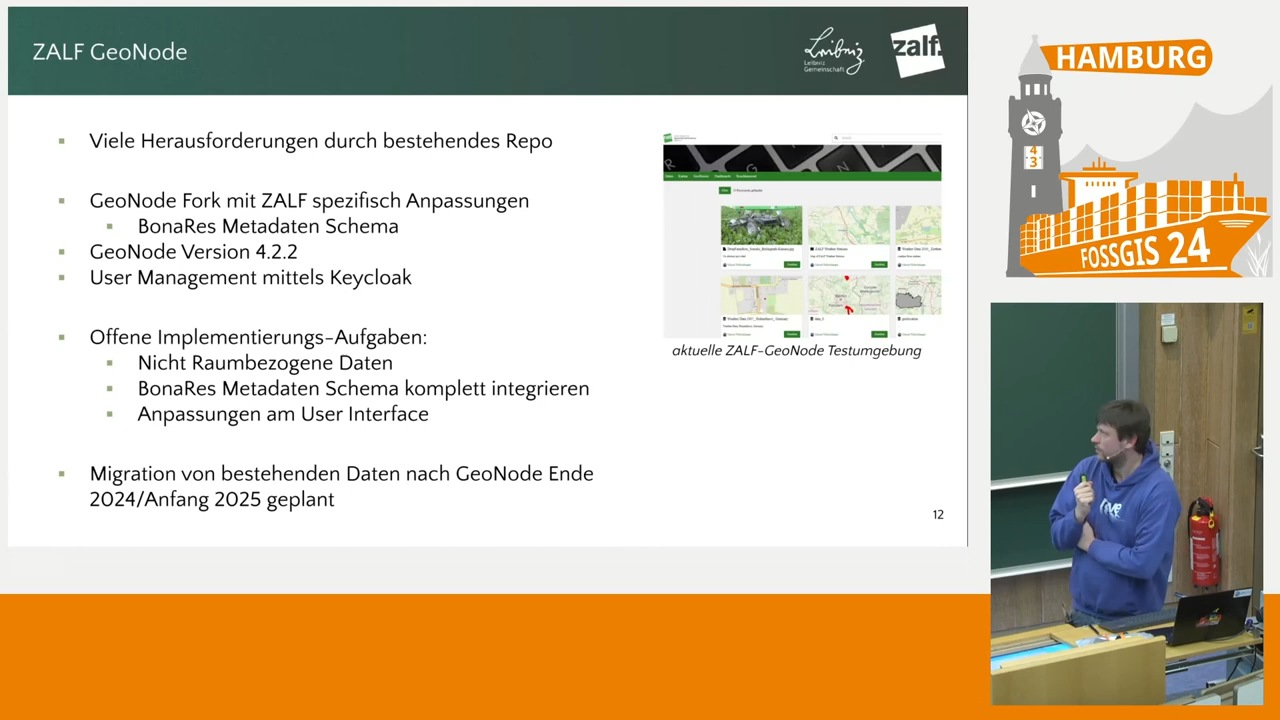 ZALF GeoNode
Leibniz
Leibniz
Gemeinschaft
zalf.
Viele Herausforderungen durch bestehendes Repo
GeoNode Fork mit ZALF spezifisch Anpassungen
BonaRes Metadaten Schema
GeoNode Version 4.2.2
User Management mittels Keycloak
Offene Implementierungs-Aufgaben:
Nicht Raumbezogene Daten
BonaRes Metadaten Schema komplett integrieren
Anpassungen am User Interface
Migration von bestehenden Daten nach GeoNode Ende
2024/Anfang 2025 geplant
aktuelle ZALF-GeoNode Testumgebung
12
HAMBURG
4
3
FOSSGIS 24